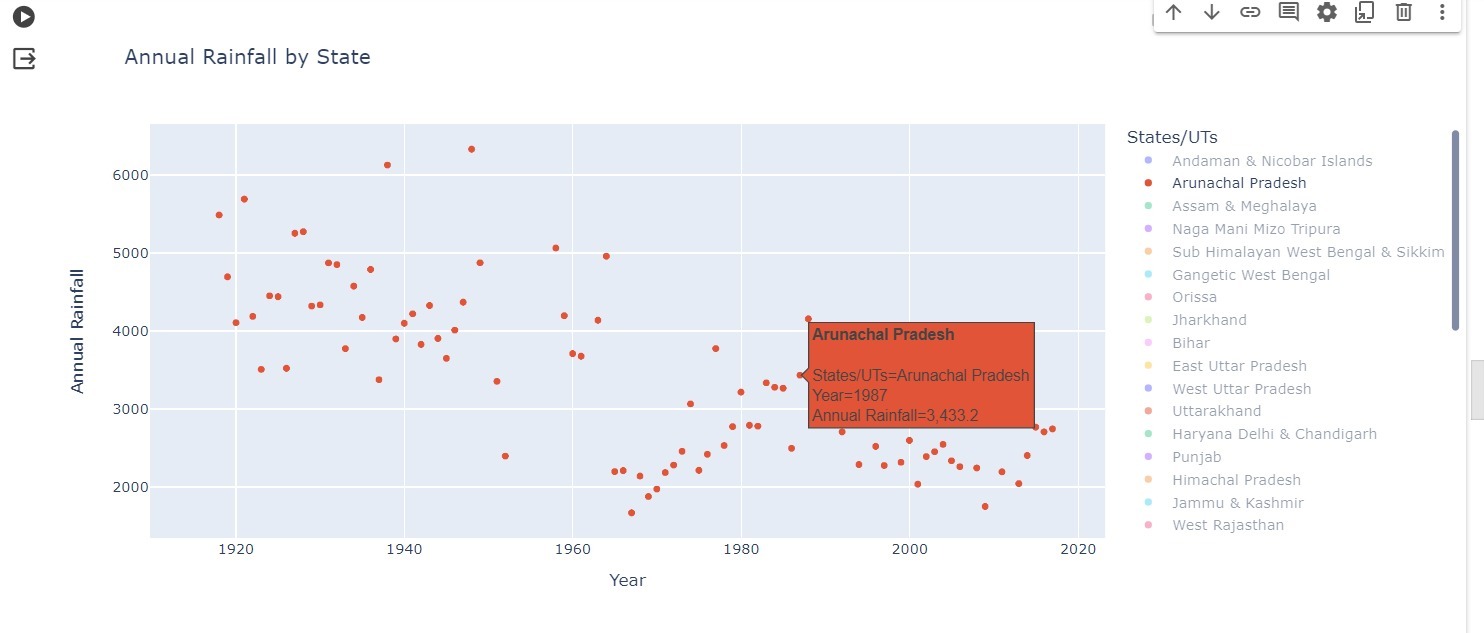 Annual Rainfall by State
6000
5000
4000
3000
2000
Annual Rainfall
1920
1940
1960
1980
2000
2020
Year
Arunachal Pradesh
States/UTs=Arunachal Pradesh
Year=1987
Annual Rainfall=3,433.2
States/UTs
Andaman & Nicobar Islands
Arunachal Pradesh
Assam & Meghalaya
Naga Mani Mizo Tripura
Sub Himalayan West Bengal & Sikkim
Gangetic West Bengal
Orissa
Jharkhand
Bihar
East Uttar Pradesh
West Uttar Pradesh
Uttarakhand
Haryana Delhi & Chandigarh
Punjab
Himachal Pradesh
Jammu & Kashmir
West Rajasthan